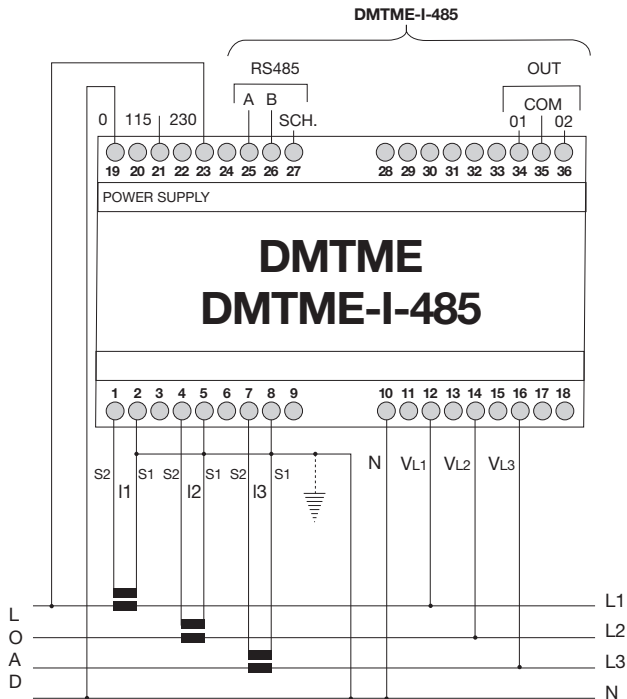 DMTME-I-485
RS485 OUT
A B COM
0 115 230 SCH. 01 02
19 20 21 22 23 24 25 26 27 28 29 30 31 32 33 34 35 36
POWER SUPPLY
DMTME
DMTME-I-485
1 2 3 4 5 6 7 8 9 10 11 12 13 14 15 16 17 18
N VL1 VL2 VL3
S2 S1 S2 S1 S2 S1
I1 I2 I3
L L1
O L2
A L3
D N